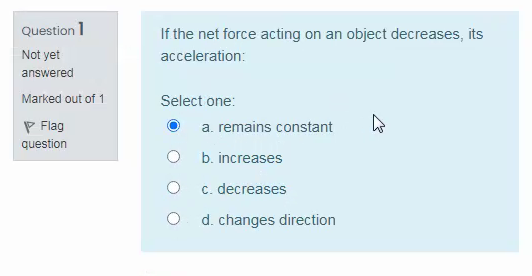 Question 1
Not yet
answered
Marked out of 1
Flag
question
If the net force acting on an object decreases, its
acceleration:
Select one:
a. remains constant
b. increases
c. decreases
d. changes direction